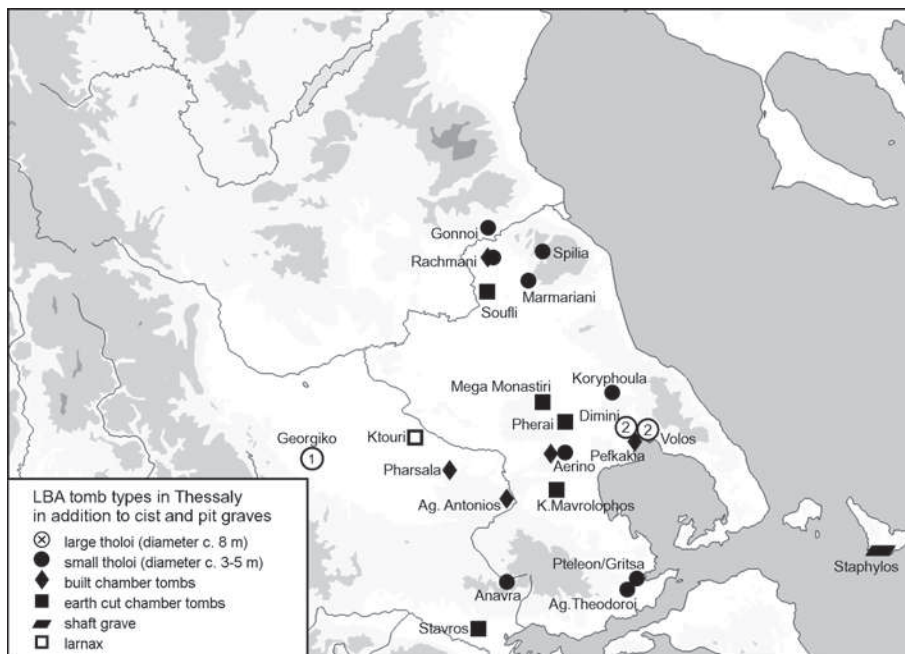 Gonnoi
Rachmani
Spilia
Marmariani
Soufli
Mega Monastiri
Koryphoula
Pherai
Dimini
2
2
Volos
Georgiko
1
Ktouri
Pefkakia
Pharsala
Aerino
Ag. Antonios
K.Mavrolophos
Staphylos
Pteleon/Gritsa
Anavra
Ag.Theodoroi
Stavros
LBA tomb types in Thessaly
in addition to cist and pit graves
large tholoi (diameter c. 8 m)
small tholoi (diameter c. 3-5 m)
built chamber tombs
earth cut chamber tombs
shaft grave
larnax